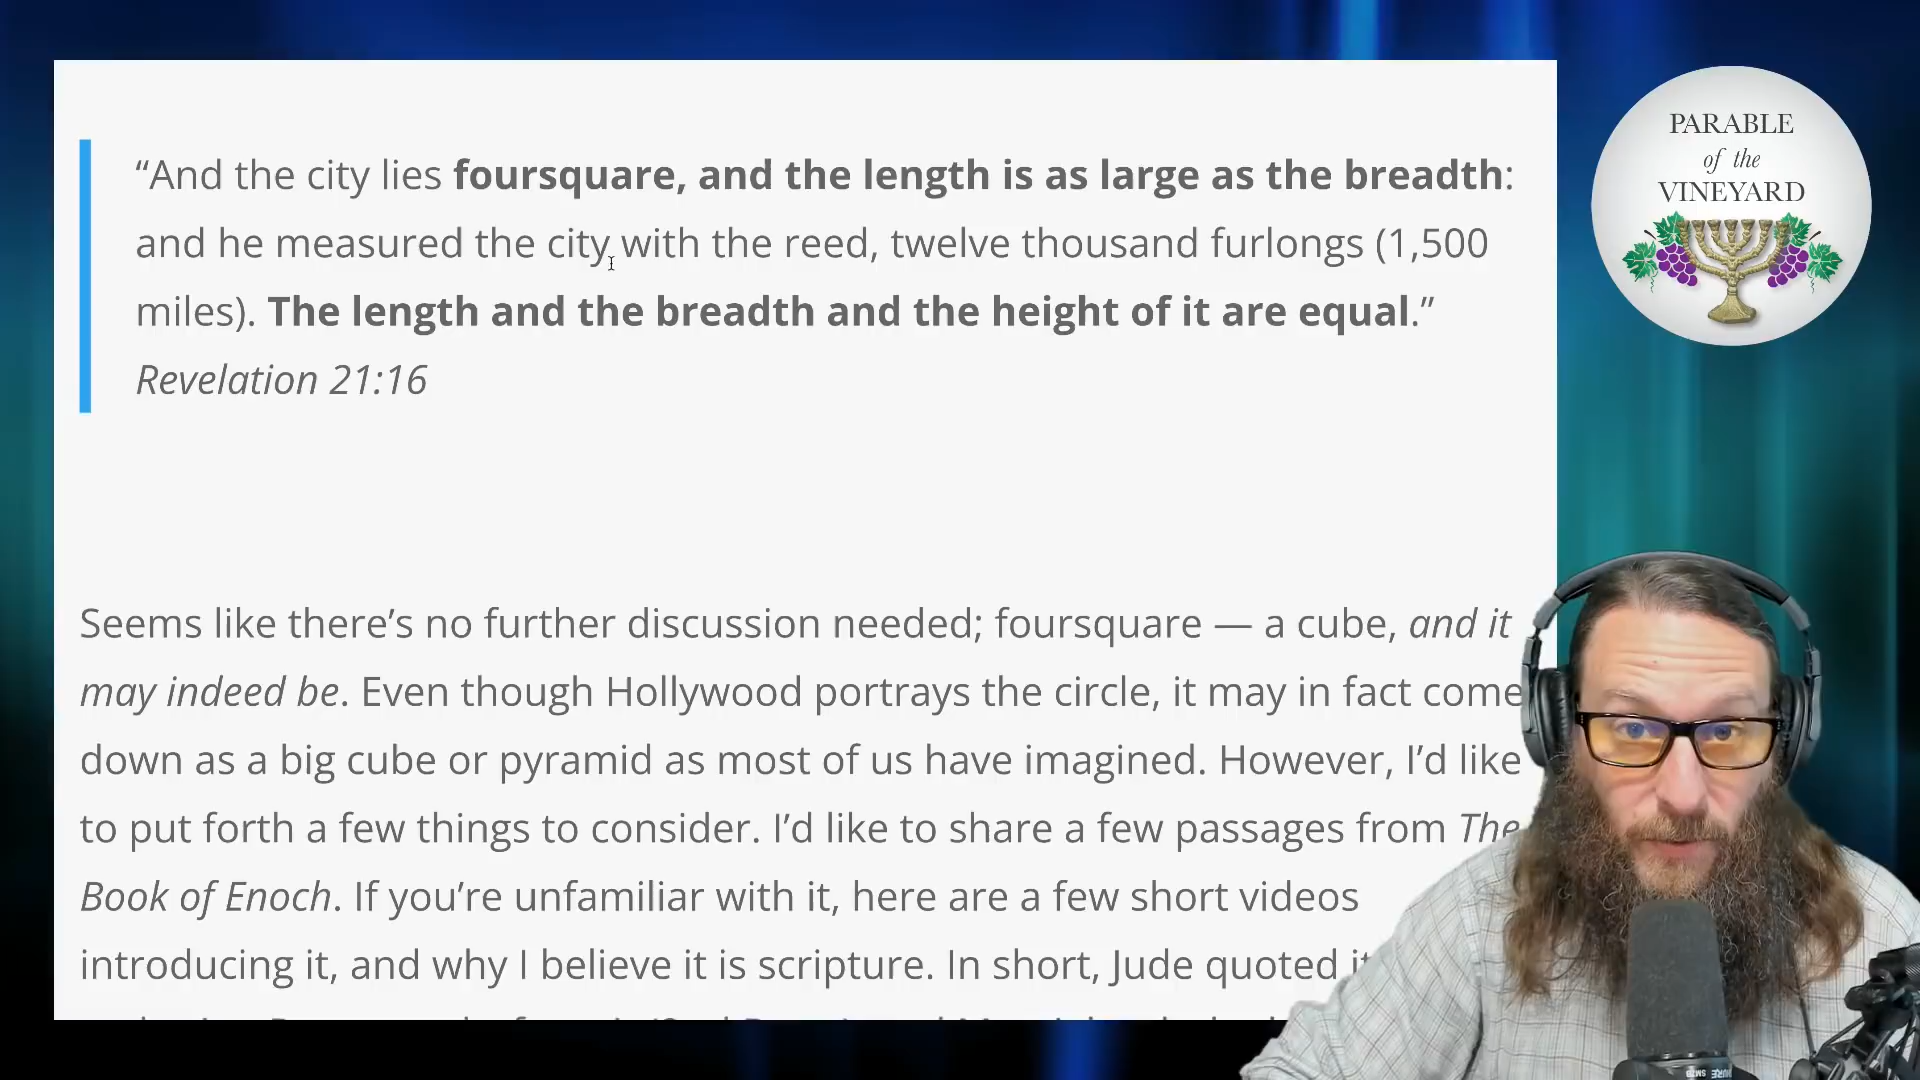 “And the city lies foursquare, and the length is as large as the breadth:
and he measured the city with the reed, twelve thousand furlongs (1,500
miles). The length and the breadth and the height of it are equal.”
Revelation 21:16
Seems like there’s no further discussion needed; foursquare — a cube, and it
may indeed be. Even though Hollywood portrays the circle, it may in fact come
down as a big cube or pyramid as most of us have imagined. However, I’d like
to put forth a few things to consider. I’d like to share a few passages from The
Book of Enoch. If you’re unfamiliar with it, here are a few short videos
introducing it, and why I believe it is scripture. In short, Jude quoted it
PARABLE
of the
VINEYARD